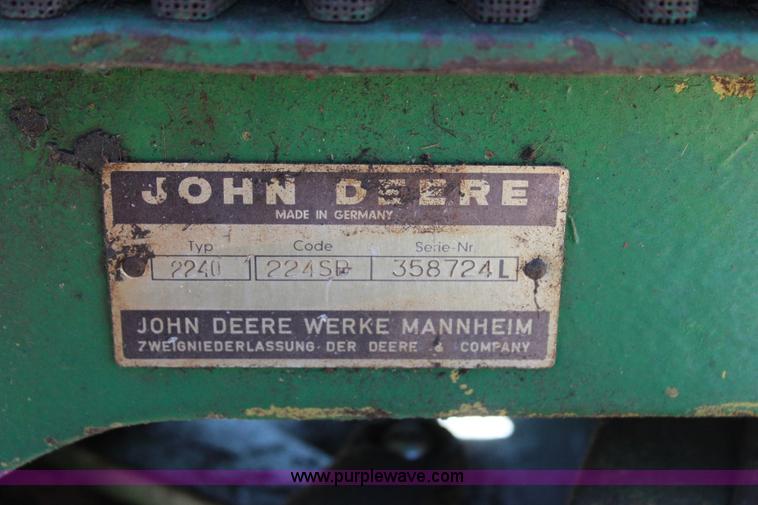 JOHN DEERE
MADE IN GERMANY
Typ Code Serie-Nr.
2240 224SP 358724L
JOHN DEERE WERKE MANNHEIM
ZWEIGNIEDERLASSUNG DER DEERE & COMPANY
www.purplewave.com